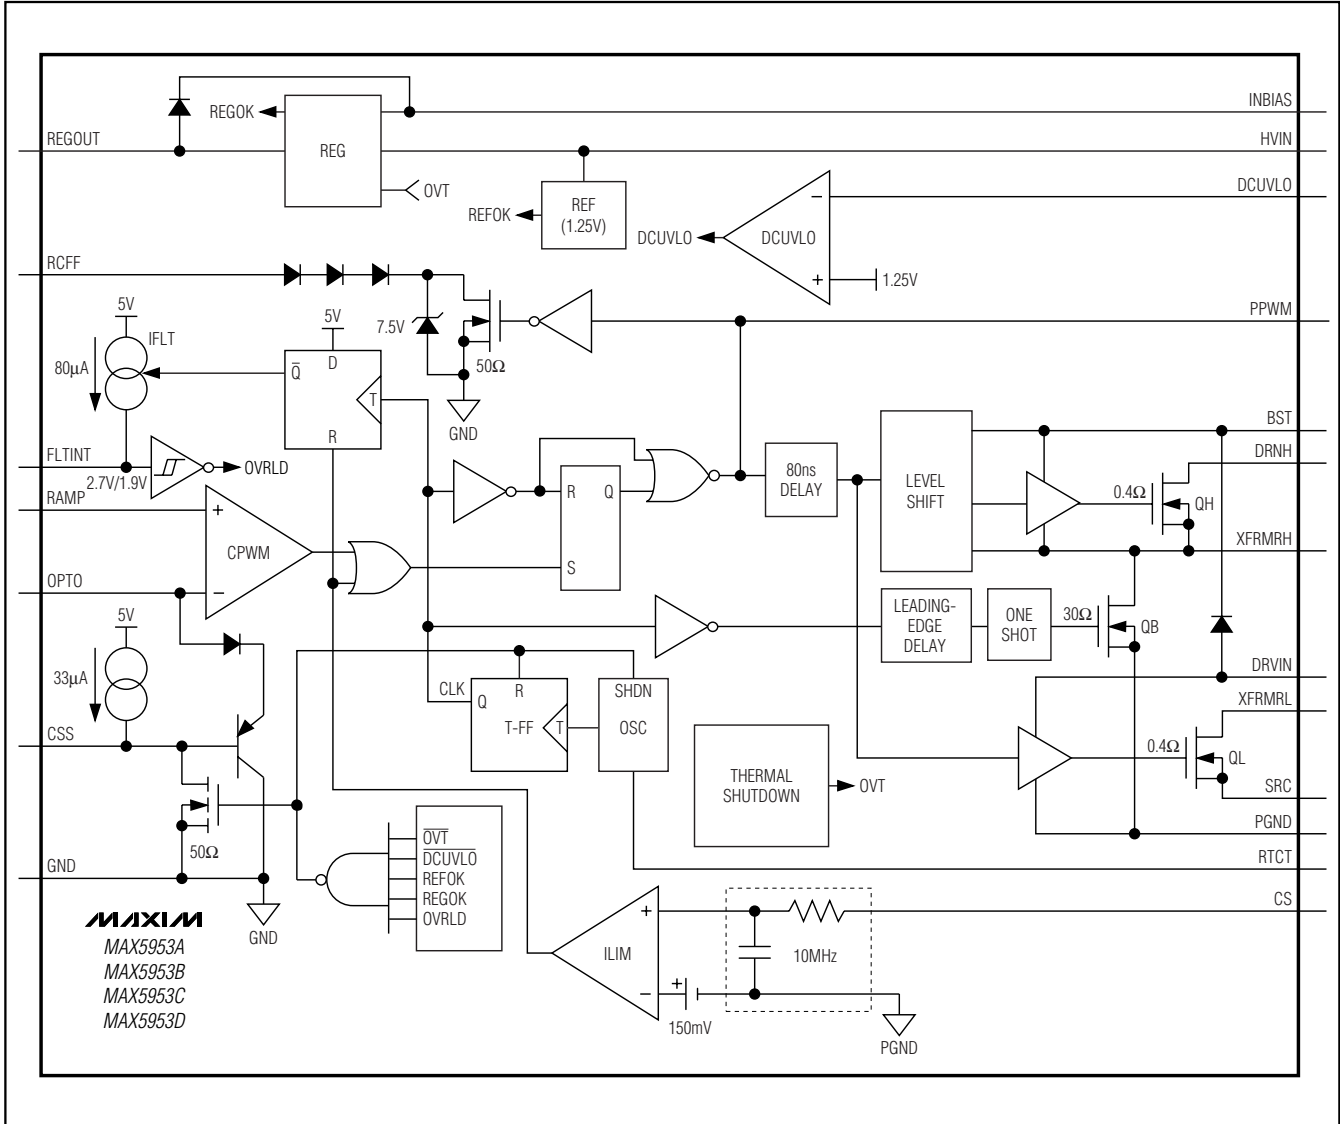 INBIAS
REGOK
REGOUT
HVIN
REG
DCUVLO
OVT
REF
(1.25V)
REFOK
DCUVLO
DCUVLO
−
+
1.25V
RCFF
5V
5V
7.5V
PPWM
IFLT
80µA
Q̅
D
T
R
50Ω
GND
BST
FLTINT
2.7V/1.9V
OVRLD
DRNH
RAMP
R
Q
S
80ns
DELAY
LEVEL
SHIFT
0.4Ω
QH
+
CPWM
−
XFRMRH
OPTO
5V
LEADING-
EDGE
DELAY
ONE
SHOT
30Ω
QB
33µA
CLK
Q
R
T-FF
T
SHDN
OSC
DRVIN
XFRMRL
CSS
0.4Ω
QL
THERMAL
SHUTDOWN
OVT
SRC
50Ω
PGND
O̅V̅T̅
D̅C̅U̅V̅L̅O̅
REFOK
REGOK
OVRLD
GND
RTCT
GND
CS
+
ILIM
−
10MHz
+
150mV
PGND
MAXIM
MAX5953A
MAX5953B
MAX5953C
MAX5953D